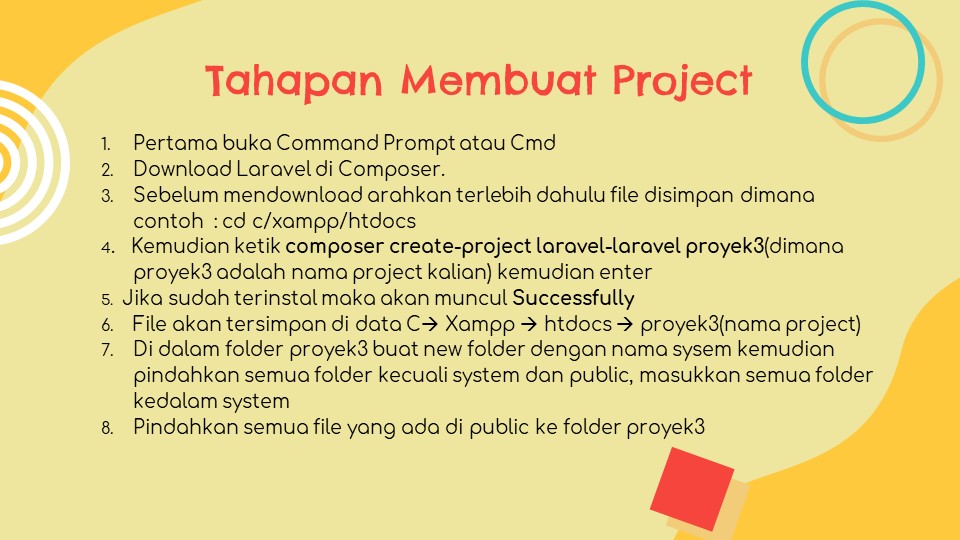 Tahapan Membuat Project
1. Pertama buka Command Prompt atau Cmd
2. Download Laravel di Composer.
3. Sebelum mendownload arahkan terlebih dahulu file disimpan dimana
contoh : cd c/xampp/htdocs
4. Kemudian ketik composer create-project laravel-laravel proyek3(dimana
proyek3 adalah nama project kalian) kemudian enter
5. Jika sudah terinstal maka akan muncul Successfully
6. File akan tersimpan di data C→ Xampp → htdocs → proyek3(nama project)
7. Di dalam folder proyek3 buat new folder dengan nama sysem kemudian
pindahkan semua folder kecuali system dan public, masukkan semua folder
kedalam system
8. Pindahkan semua file yang ada di public ke folder proyek3